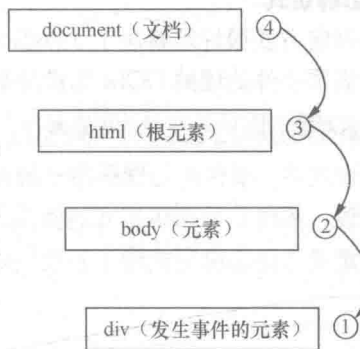 document（文档） ④
html（根元素） ③
body（元素） ②
div（发生事件的元素） ①